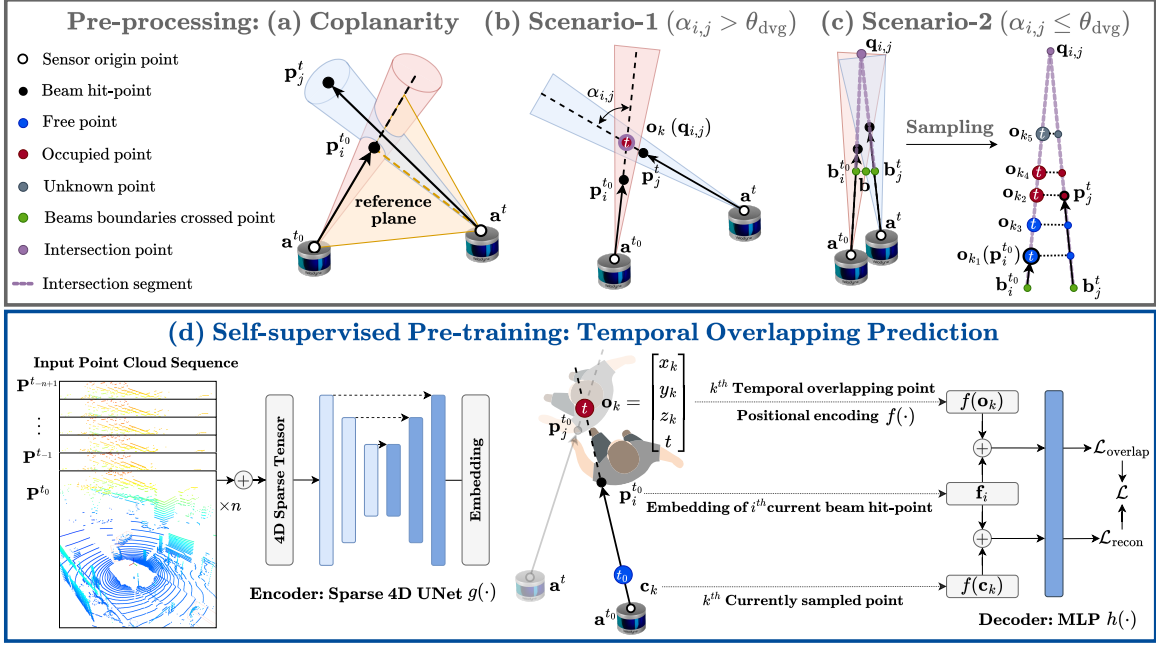 Pre-processing: (a) Coplanarity
(b) Scenario-1 (α_{i,j} > θ_dvg)
(c) Scenario-2 (α_{i,j} ≤ θ_dvg)
Sensor origin point
Beam hit-point
Free point
Occupied point
Unknown point
Beams boundaries crossed point
Intersection point
Intersection segment
p_j^t
p_i^{t_0}
reference
plane
a^{t_0}
a^t
α_{i,j}
o_k (q_{i,j})
t
p_j^t
p_i^{t_0}
a^t
a^{t_0}
q_{i,j}
b_i^{t_0}
b
b_j^t
a^t
a^{t_0}
Sampling
q_{i,j}
o_{k_5}
t
o_{k_4}
t
o_{k_2}
t
p_j^t
o_{k_3}
t
o_{k_1}(p_i^{t_0})
t
b_i^{t_0}
b_j^t
(d) Self-supervised Pre-training: Temporal Overlapping Prediction
Input Point Cloud Sequence
P^{t-n+1}
⋮
P^{t-1}
P^{t_0}
×n
+
4D Sparse Tensor
Embedding
Encoder: Sparse 4D UNet g(·)
t
o_k = [x_k
y_k
z_k
t]
p_j^{t_0}
p_i^{t_0}
a^t
t_0
c_k
a^{t_0}
k^{th} Temporal overlapping point
Positional encoding f(·)
Embedding of i^{th} current beam hit-point
k^{th} Currently sampled point
f(o_k)
+
f_i
+
f(c_k)
ℒ_overlap
ℒ
ℒ_recon
Decoder: MLP h(·)